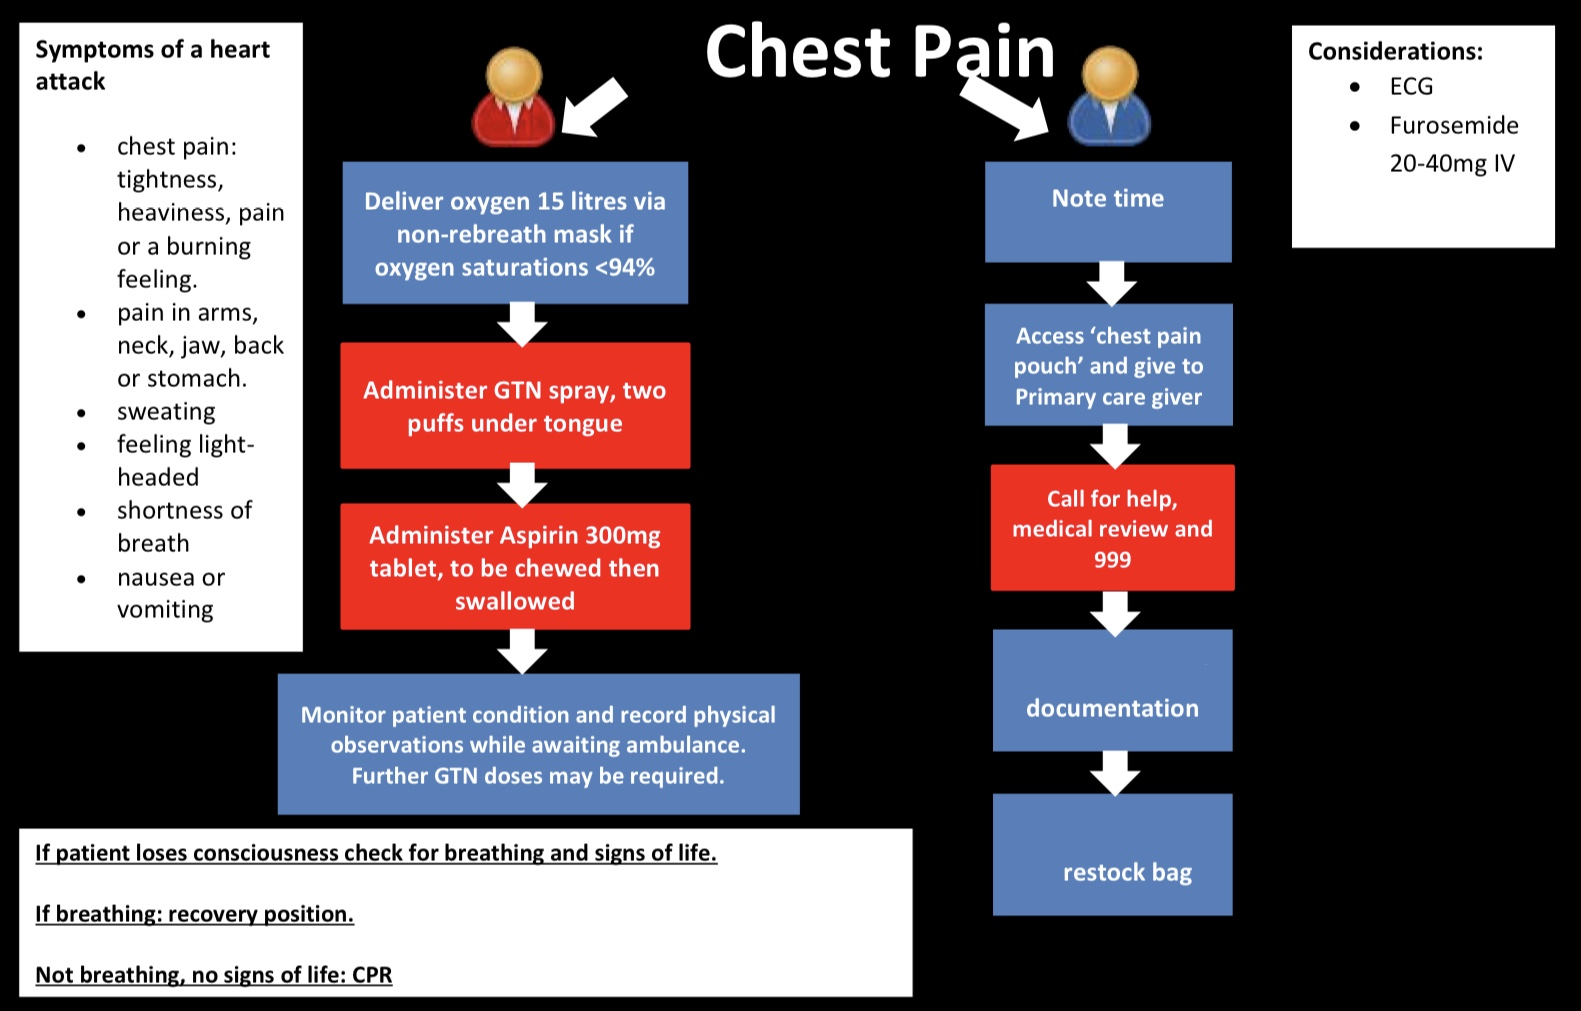 Chest Pain
Symptoms of a heart
attack
• chest pain:
tightness,
heaviness, pain
or a burning
feeling.
• pain in arms,
neck, jaw, back
or stomach.
• sweating
• feeling light-
headed
• shortness of
breath
• nausea or
vomiting
Deliver oxygen 15 litres via
non-rebreath mask if
oxygen saturations <94%
Administer GTN spray, two
puffs under tongue
Administer Aspirin 300mg
tablet, to be chewed then
swallowed
Monitor patient condition and record physical
observations while awaiting ambulance.
Further GTN doses may be required.
If patient loses consciousness check for breathing and signs of life.
If breathing: recovery position.
Not breathing, no signs of life: CPR
Note time
Access ‘chest pain
pouch’ and give to
Primary care giver
Call for help,
medical review and
999
documentation
restock bag
Considerations:
• ECG
• Furosemide
20-40mg IV